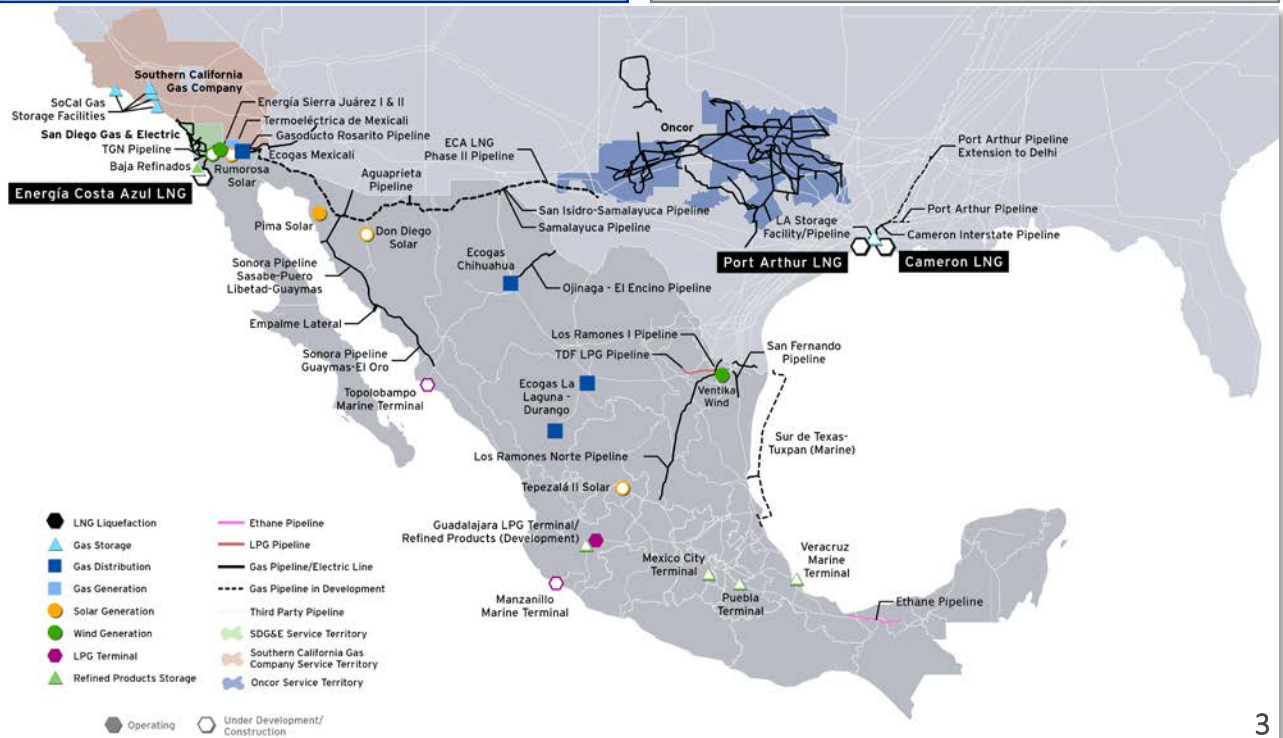 Southern California
Gas Company
SoCal Gas
Storage Facilities
San Diego Gas & Electric
TGN Pipeline
Baja Refinados
Energía Costa Azul LNG
Energía Sierra Juárez I & II
Termoeléctrica de Mexicali
Gasoducto Rosarito Pipeline
Ecogas Mexicali
Rumorosa
Solar
Aguaprieta
Pipeline
ECA LNG
Phase II Pipeline
Oncor
Port Arthur Pipeline
Extension to Delhi
San Isidro-Samalayuca Pipeline
Samalayuca Pipeline
LA Storage
Facility/Pipeline
Port Arthur Pipeline
Cameron Interstate Pipeline
Port Arthur LNG
Cameron LNG
Pima Solar
Don Diego
Solar
Sonora Pipeline
Sasabe-Puero
Libetad-Guaymas
Ecogas
Chihuahua
Ojinaga - El Encino Pipeline
Empalme Lateral
Sonora Pipeline
Guaymas-El Oro
Los Ramones I Pipeline
TDF LPG Pipeline
San Fernando
Pipeline
Ventika
Wind
Topolobampo
Marine Terminal
Ecogas La
Laguna -
Durango
Sur de Texas-
Tuxpan (Marine)
Los Ramones Norte Pipeline
Tepezalá II Solar
Guadalajara LPG Terminal/
Refined Products (Development)
Mexico City
Terminal
Veracruz
Marine
Terminal
Manzanillo
Marine Terminal
Puebla
Terminal
Ethane Pipeline
LNG Liquefaction
Gas Storage
Gas Distribution
Gas Generation
Solar Generation
Wind Generation
LPG Terminal
Refined Products Storage
Ethane Pipeline
LPG Pipeline
Gas Pipeline/Electric Line
Gas Pipeline in Development
Third Party Pipeline
SDG&E Service Territory
Southern California Gas
Company Service Territory
Oncor Service Territory
Operating
Under Development/
Construction
3